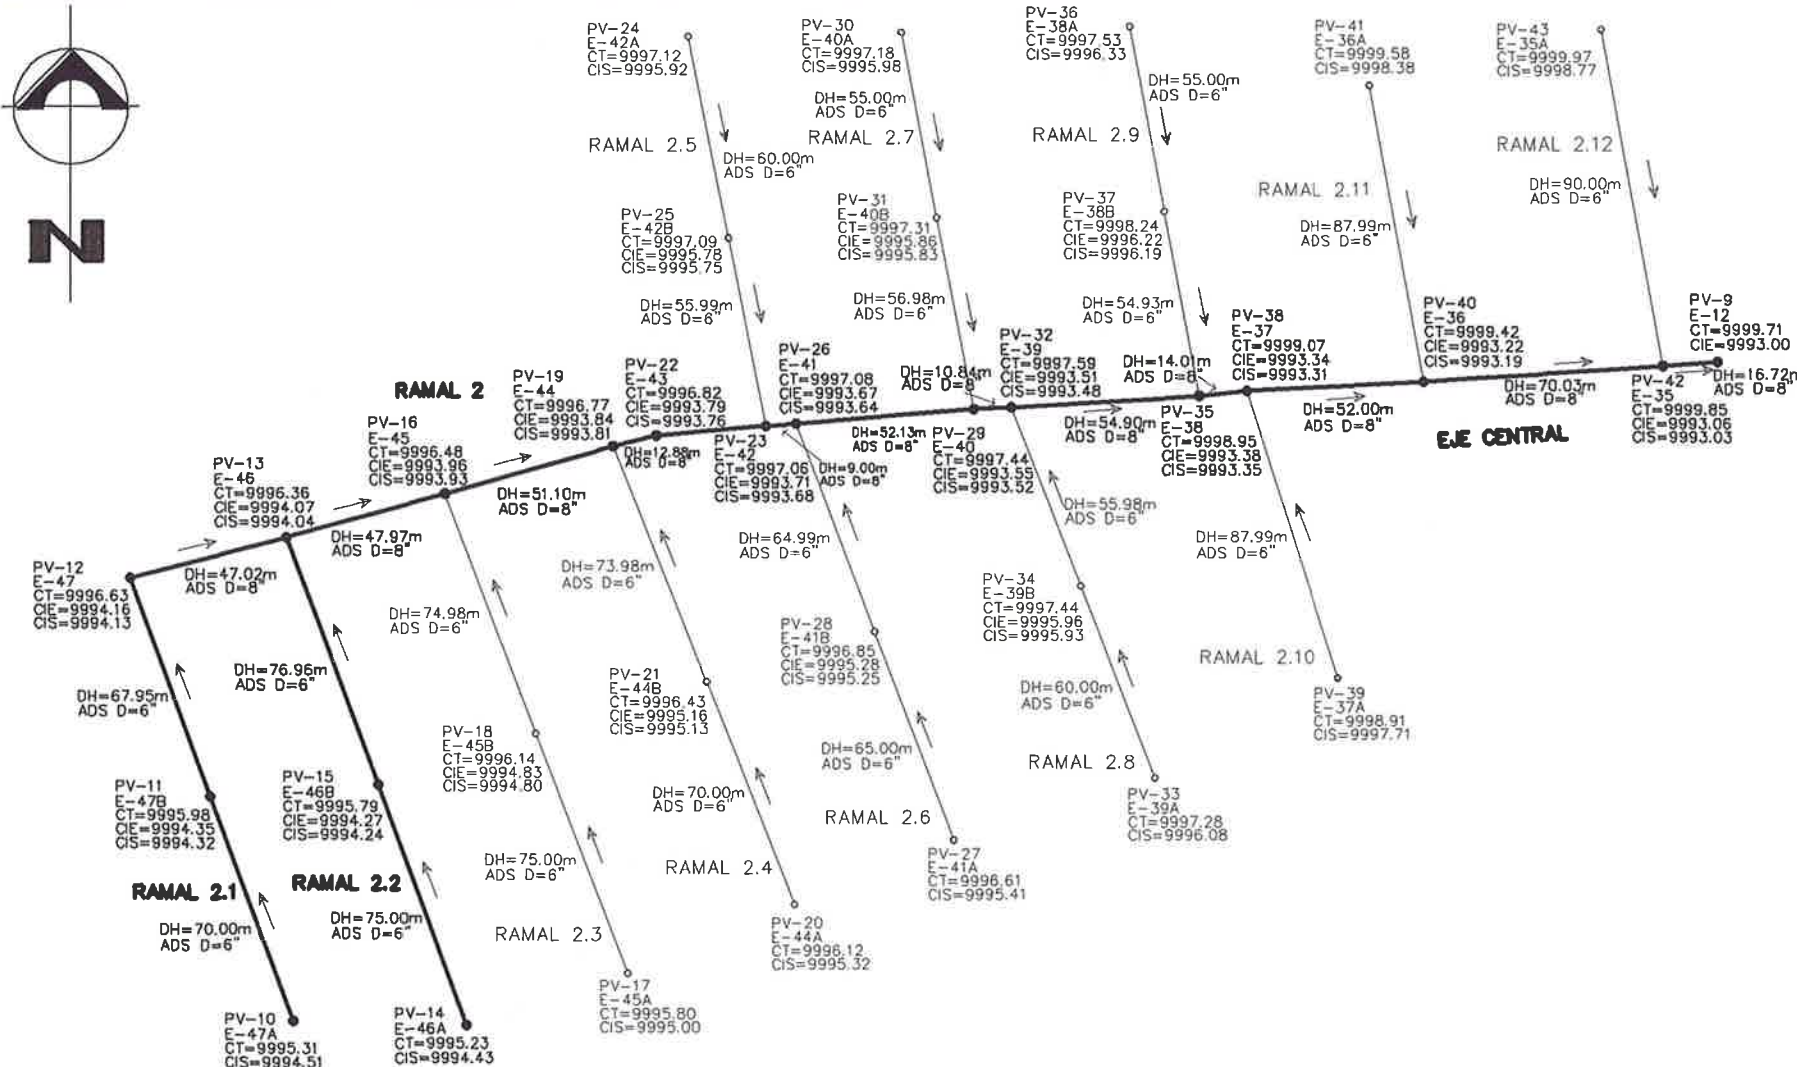 N
PV-24
E-42A
CT=9997.12
CIS=9995.92
PV-30
E-40A
CT=9997.18
CIS=9995.98
PV-36
E-38A
CT=9997.53
CIS=9996.33
PV-41
E-36A
CT=9999.58
CIS=9998.38
PV-43
E-35A
CT=9999.97
CIS=9998.77
DH=55.00m
ADS D=6"
DH=55.00m
ADS D=6"
RAMAL 2.5
RAMAL 2.7
RAMAL 2.9
RAMAL 2.12
DH=60.00m
ADS D=6"
RAMAL 2.11
DH=90.00m
ADS D=6"
PV-25
E-42B
CT=9997.09
CIE=9995.78
CIS=9995.75
PV-31
E-40B
CT=9997.31
CIE=9995.86
CIS=9995.83
PV-37
E-38B
CT=9998.24
CIE=9996.22
CIS=9996.19
DH=87.99m
ADS D=6"
DH=55.99m
ADS D=6"
DH=56.98m
ADS D=6"
DH=54.93m
ADS D=6"
PV-26
E-41
CT=9997.08
CIE=9993.67
CIS=9993.64
PV-32
E-39
CT=9997.59
CIE=9993.51
CIS=9993.48
PV-38
E-37
CT=9999.07
CIE=9993.34
CIS=9993.31
PV-40
E-36
CT=9999.42
CIE=9993.22
CIS=9993.19
PV-9
E-12
CT=9999.71
CIE=9993.00
RAMAL 2
PV-19
E-44
CT=9996.77
CIE=9993.84
CIS=9993.81
PV-22
E-43
CT=9996.82
CIE=9993.79
CIS=9993.76
DH=10.84m
ADS D=8"
DH=14.01m
ADS D=8"
DH=70.03m
ADS D=8"
DH=16.72m
ADS D=8"
PV-16
E-45
CT=9996.48
CIE=9993.96
CIS=9993.93
DH=12.88m
ADS D=8"
PV-23
E-42
CT=9997.06
CIE=9993.71
CIS=9993.68
DH=9.00m
ADS D=8"
DH=52.13m
ADS D=8"
PV-29
E-40
CT=9997.44
CIE=9993.55
CIS=9993.52
DH=54.90m
ADS D=8"
PV-35
E-38
CT=9998.95
CIE=9993.38
CIS=9993.35
DH=52.00m
ADS D=8"
EJE CENTRAL
PV-42
E-35
CT=9999.85
CIE=9993.06
CIS=9993.03
PV-13
E-46
CT=9996.36
CIE=9994.07
CIS=9994.04
DH=51.10m
ADS D=8"
DH=47.97m
ADS D=8"
DH=64.99m
ADS D=6"
DH=55.98m
ADS D=6"
DH=87.99m
ADS D=6"
PV-12
E-47
CT=9996.63
CIE=9994.16
CIS=9994.13
DH=47.02m
ADS D=8"
DH=73.98m
ADS D=6"
DH=74.98m
ADS D=6"
PV-34
E-39B
CT=9997.44
CIE=9995.96
CIS=9995.93
PV-28
E-41B
CT=9996.85
CIE=9995.28
CIS=9995.25
RAMAL 2.10
DH=76.96m
ADS D=6"
DH=67.95m
ADS D=6"
PV-21
E-44B
CT=9996.43
CIE=9995.16
CIS=9995.13
DH=60.00m
ADS D=6"
PV-39
E-37A
CT=9998.91
CIS=9997.71
PV-18
E-45B
CT=9996.14
CIE=9994.83
CIS=9994.80
DH=65.00m
ADS D=6"
RAMAL 2.8
PV-11
E-47B
CT=9995.98
CIE=9994.35
CIS=9994.32
PV-15
E-46B
CT=9995.79
CIE=9994.27
CIS=9994.24
DH=70.00m
ADS D=6"
RAMAL 2.6
PV-33
E-39A
CT=9997.28
CIS=9996.08
DH=75.00m
ADS D=6"
RAMAL 2.4
PV-27
E-41A
CT=9996.61
CIS=9995.41
RAMAL 2.1
RAMAL 2.2
DH=70.00m
ADS D=6"
DH=75.00m
ADS D=6"
RAMAL 2.3
PV-20
E-44A
CT=9996.12
CIS=9995.32
PV-17
E-45A
CT=9995.80
CIS=9995.00
PV-10
E-47A
CT=9995.31
CIS=9994.51
PV-14
E-46A
CT=9995.23
CIS=9994.43